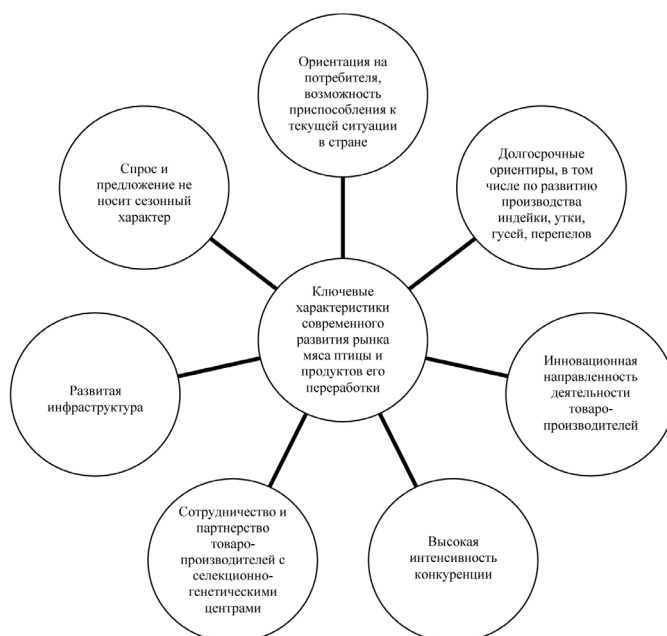 Ориентация на
потребителя,
возможность
приспособления к
текущей ситуации
в стране
Долгосрочные
ориентиры, в том
числе по развитию
производства
индейки, утки,
гусей, перепелов
Инновационная
направленность
деятельности
товаро-
производителей
Высокая
интенсивность
конкуренции
Сотрудничество и
партнерство
товаро-
производителей с
селекционно-
генетическими
центрами
Развитая
инфраструктура
Спрос и
предложение не
носит сезонный
характер
Ключевые
характеристики
современного
развития рынка
мяса птицы и
продуктов его
переработки